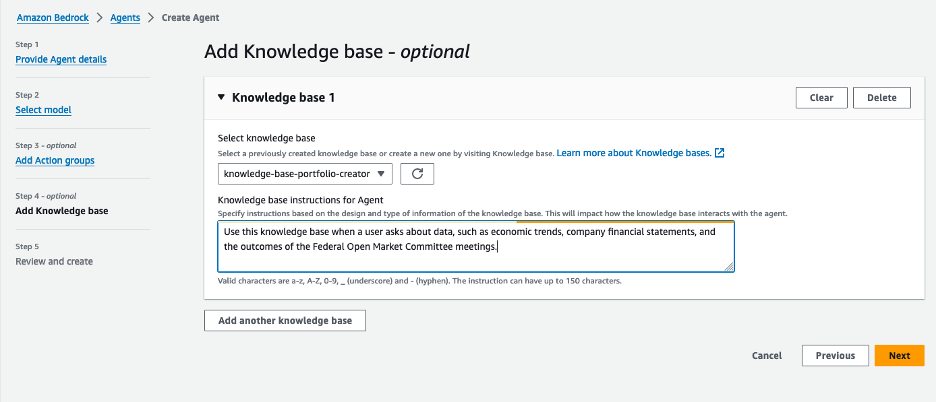 Amazon Bedrock > Agents > Create Agent
Step 1
Provide Agent details
Step 2
Select model
Step 3 - optional
Add Action groups
Step 4 - optional
Add Knowledge base
Step 5
Review and create
Add Knowledge base - optional
Knowledge base 1
Clear
Delete
Select knowledge base
Select a previously created knowledge base or create a new one by visiting Knowledge base. Learn more about Knowledge bases.
knowledge-base-portfolio-creator
Knowledge base instructions for Agent
Specify instructions based on the design and type of information of the knowledge base. This will impact how the knowledge base interacts with the agent.
Use this knowledge base when a user asks about data, such as economic trends, company financial statements, and
the outcomes of the Federal Open Market Committee meetings.
Valid characters are a-z, A-Z, 0-9, _ (underscore) and - (hyphen). The instruction can have up to 150 characters.
Add another knowledge base
Cancel
Previous
Next